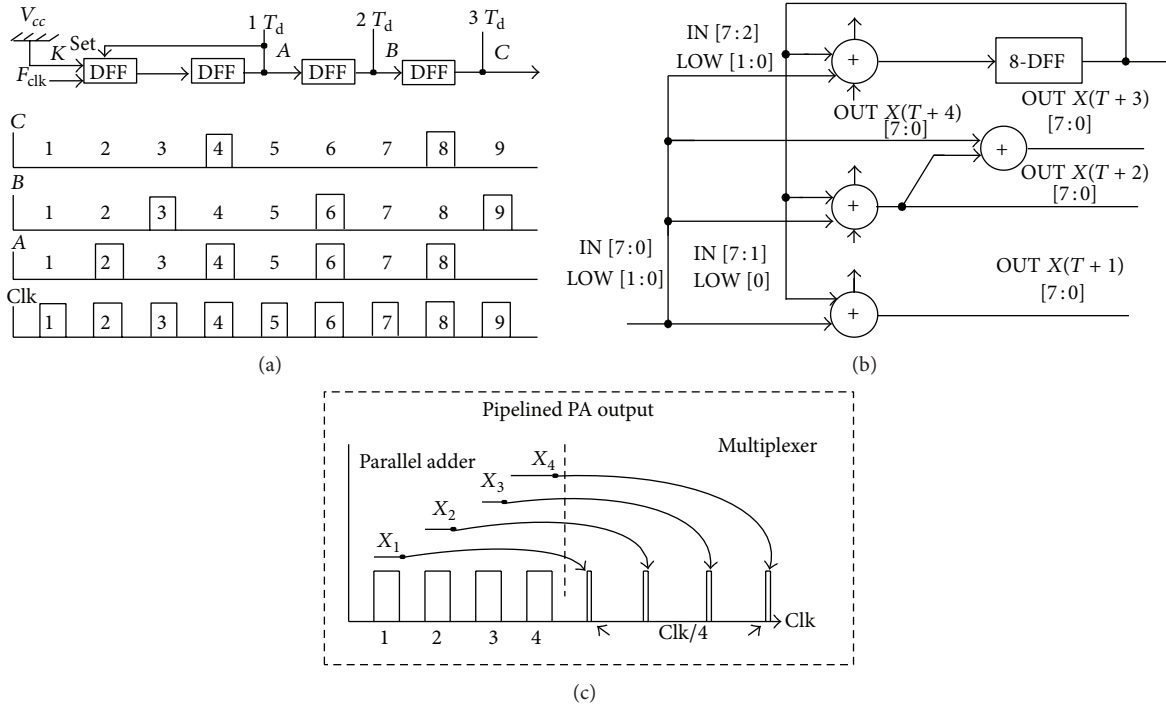 V_cc
1 T_d
2 T_d
3 T_d
K
Set
A
B
C
F_clk
DFF
DFF
DFF
DFF
C
1 2 3 4 5 6 7 8 9
B
1 2 3 4 5 6 7 8 9
A
1 2 3 4 5 6 7 8
Clk
1 2 3 4 5 6 7 8 9
(a)
IN [7:2]
LOW [1:0]
+
8-DFF
OUT X(T + 4)
[7:0]
OUT X(T + 3)
[7:0]
+
OUT X(T + 2)
[7:0]
+
IN [7:0]
LOW [1:0]
IN [7:1]
LOW [0]
OUT X(T + 1)
[7:0]
+
(b)
Pipelined PA output
Parallel adder
Multiplexer
X_4
X_3
X_2
X_1
Clk
1 2 3 4
Clk/4
(c)